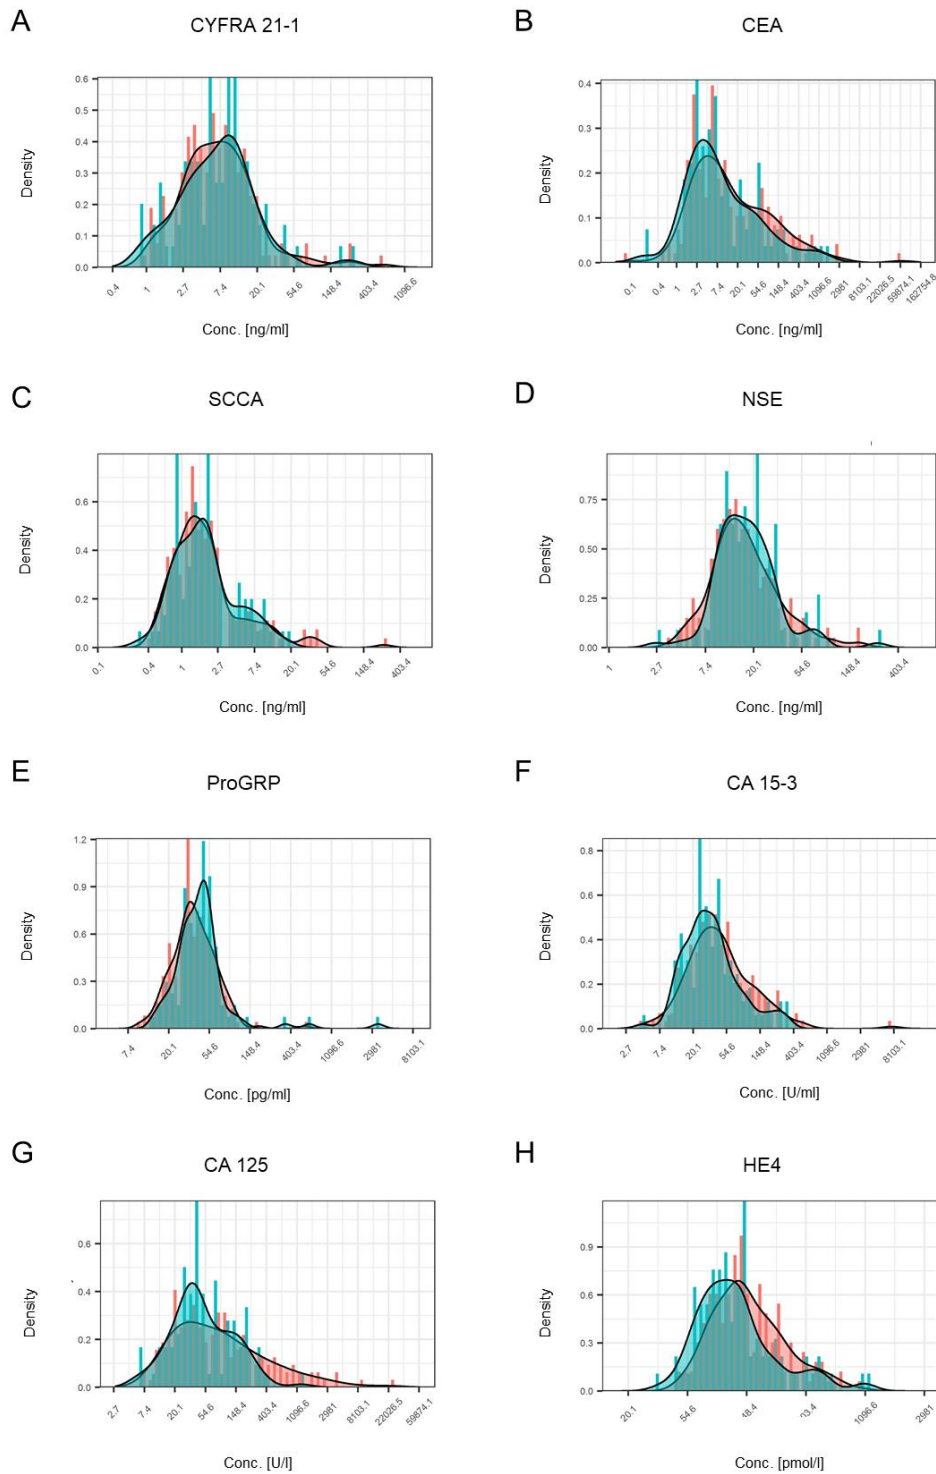 A
CYFRA 21-1
Density
0.6
0.5
0.4
0.3
0.2
0.1
0.0
0.4 1 2.7 7.4 20.1 54.6 148.4 403.4 1096.6
Conc. [ng/ml]
B
CEA
Density
0.4
0.3
0.2
0.1
0.0
0.1 0.4 1 2.7 7.4 20.1 54.6 148.4 403.4 1096.6 2981 8103.1 22026.5 59874.1 162754.8
Conc. [ng/ml]
C
SCCA
Density
0.6
0.4
0.2
0.0
0.1 0.4 1 2.7 7.4 20.1 54.6 148.4 403.4
Conc. [ng/ml]
D
NSE
Density
0.75
0.50
0.25
0.00
1 2.7 7.4 20.1 54.6 148.4 403.4
Conc. [ng/ml]
E
ProGRP
Density
1.2
0.9
0.6
0.3
0.0
7.4 20.1 54.6 148.4 403.4 1096.6 2981 8103.1
Conc. [pg/ml]
F
CA 15-3
Density
0.8
0.6
0.4
0.2
0.0
2.7 7.4 20.1 54.6 148.4 403.4 1096.6 2981 8103.1
Conc. [U/ml]
G
CA 125
Density
0.6
0.4
0.2
0.0
2.7 7.4 20.1 54.6 148.4 403.4 1096.6 2981 8103.1 22026.5 59874.1
Conc. [U/l]
H
HE4
Density
0.9
0.6
0.3
0.0
20.1 54.6 48.4 03.4 1096.6 2981
Conc. [pmol/l]